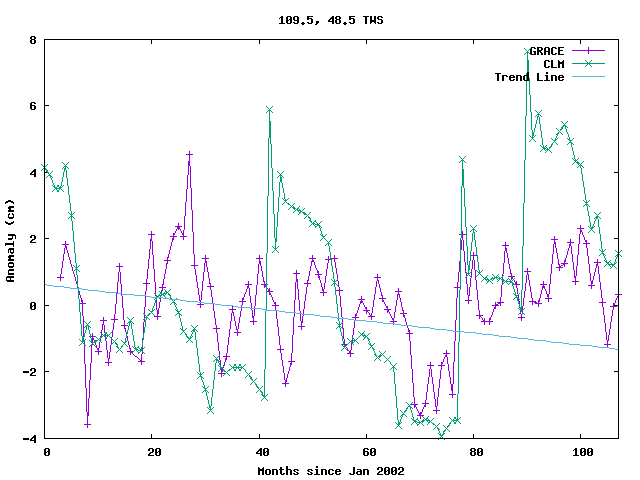 109.5, 48.5 TWS
GRACE
CLM
Trend Line
Anomaly (cm)
8
6
4
2
0
-2
-4
0 20 40 60 80 100
Months since Jan 2002